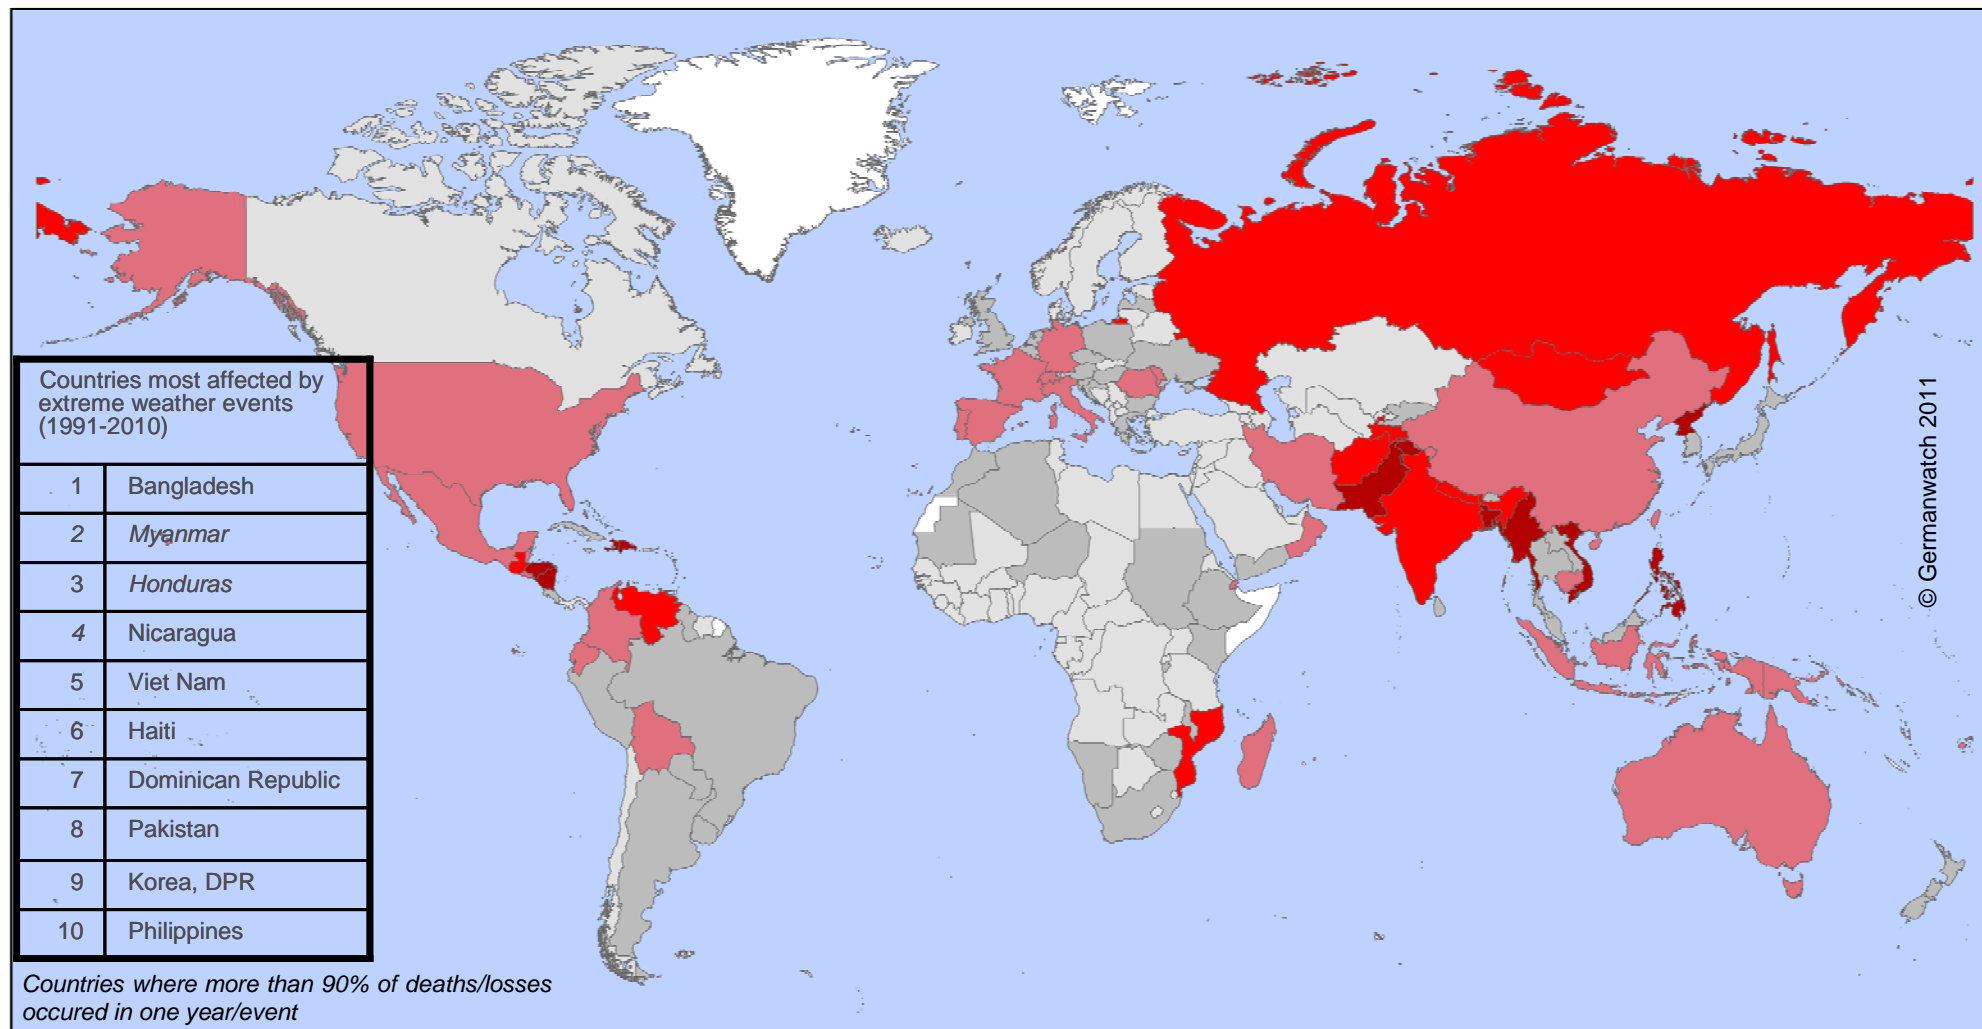 Countries most affected by
extreme weather events
(1991-2010)
1 Bangladesh
2 Myanmar
3 Honduras
4 Nicaragua
5 Viet Nam
6 Haiti
7 Dominican Republic
8 Pakistan
9 Korea, DPR
10 Philippines
Countries where more than 90% of deaths/losses
occured in one year/event
© Germanwatch 2011